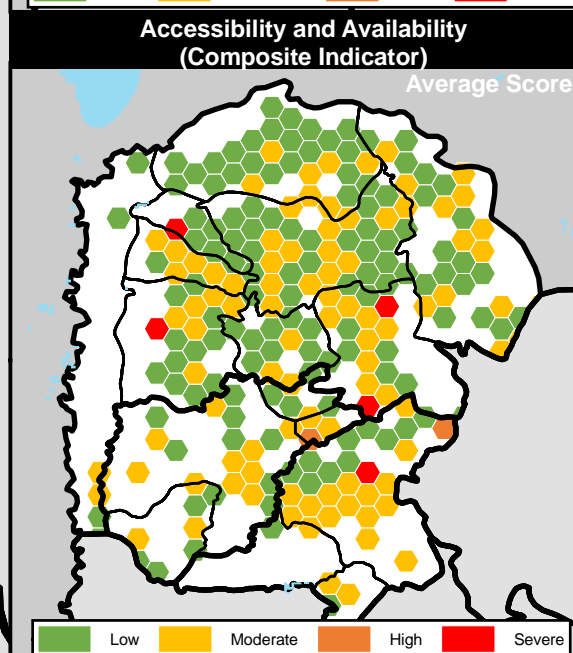 Accessibility and Availability
(Composite Indicator)
Average Score
Low
Moderate
High
Severe